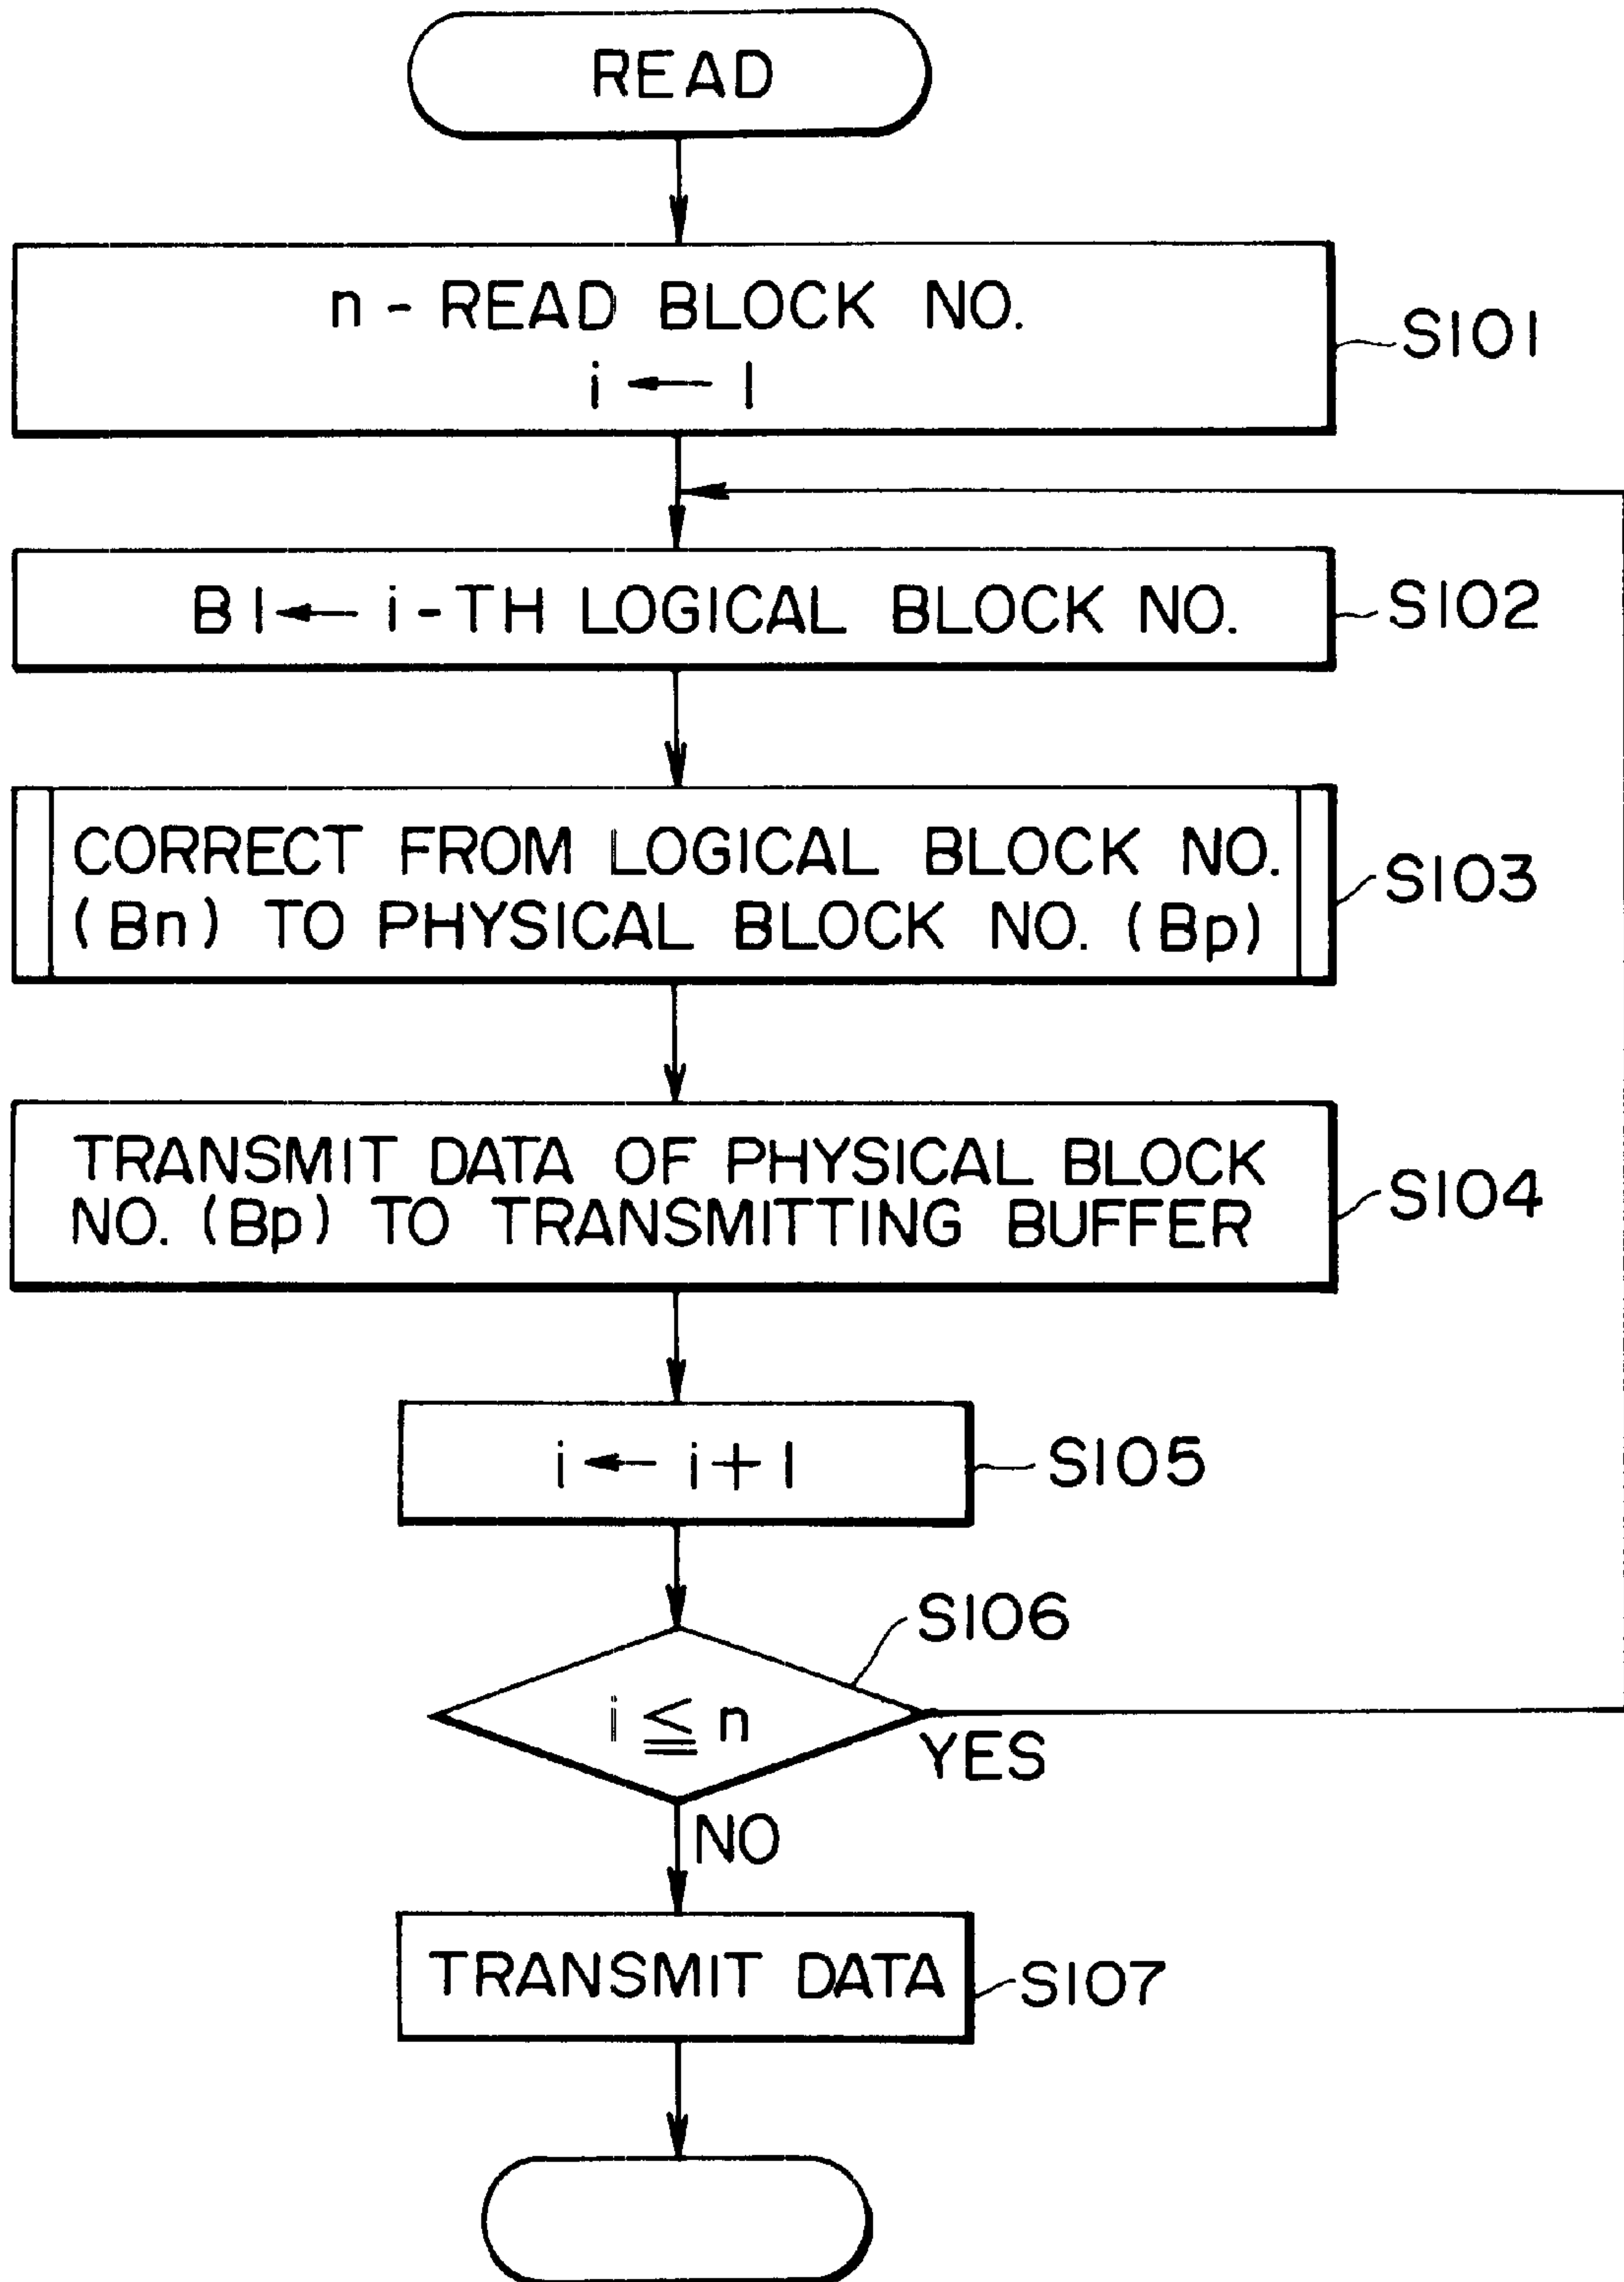 READ
n - READ BLOCK NO.
i ← 1
S101
Bl ← i-TH LOGICAL BLOCK NO.
S102
CORRECT FROM LOGICAL BLOCK NO.
(Bn) TO PHYSICAL BLOCK NO. (Bp)
S103
TRANSMIT DATA OF PHYSICAL BLOCK
NO. (Bp) TO TRANSMITTING BUFFER
S104
i ← i+1
S105
S106
i ≦ n
YES
NO
TRANSMIT DATA
S107